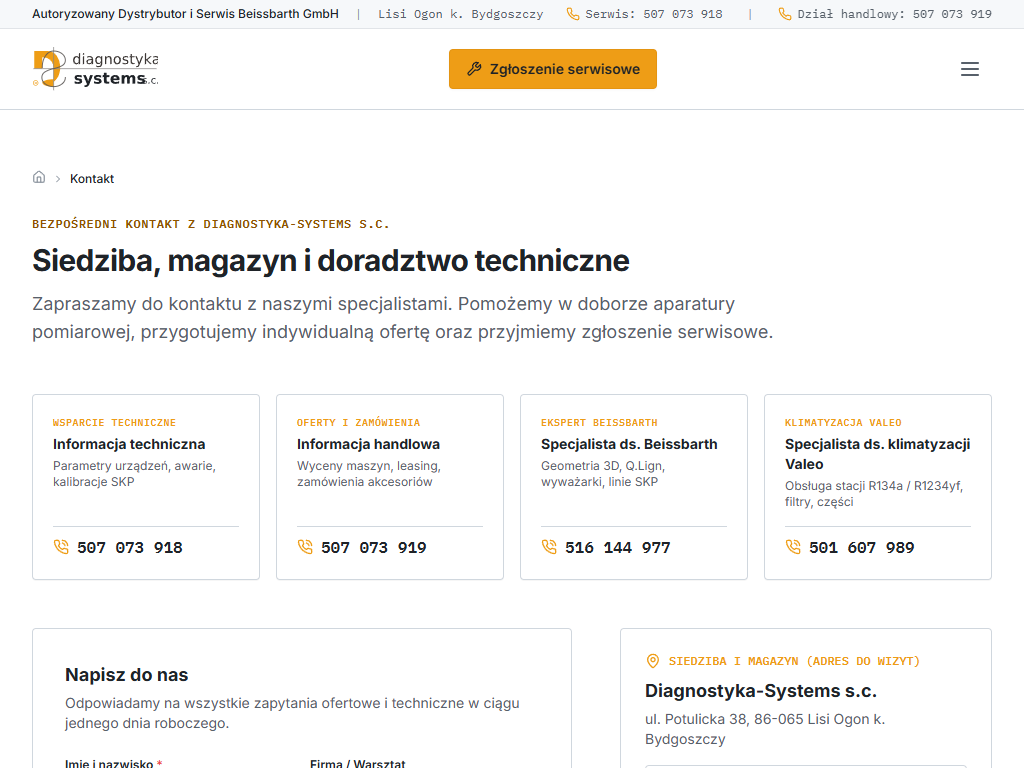 Autoryzowany Dystrybutor i Serwis Beissbarth GmbH | Lisi Ogon k. Bydgoszczy Serwis: 507 073 918 | Dział handlowy: 507 073 919
diagnostyka
systems s.c.
Zgłoszenie serwisowe
Kontakt
BEZPOŚREDNI KONTAKT Z DIAGNOSTYKA-SYSTEMS S.C.
Siedziba, magazyn i doradztwo techniczne
Zapraszamy do kontaktu z naszymi specjalistami. Pomożemy w doborze aparatury
pomiarowej, przygotujemy indywidualną ofertę oraz przyjmiemy zgłoszenie serwisowe.
WSPARCIE TECHNICZNE
Informacja techniczna
Parametry urządzeń, awarie,
kalibracje SKP
507 073 918
OFERTY I ZAMÓWIENIA
Informacja handlowa
Wyceny maszyn, leasing,
zamówienia akcesoriów
507 073 919
EKSPERT BEISSBARTH
Specjalista ds. Beissbarth
Geometria 3D, Q.Lign,
wyważarki, linie SKP
516 144 977
KLIMATYZACJA VALEO
Specjalista ds. klimatyzacji
Valeo
Obsługa stacji R134a / R1234yf,
filtry, części
501 607 989
Napisz do nas
Odpowiadamy na wszystkie zapytania ofertowe i techniczne w ciągu
jednego dnia roboczego.
Imię i nazwisko *
Firma / Warsztat
SIEDZIBA I MAGAZYN (ADRES DO WIZYT)
Diagnostyka-Systems s.c.
ul. Potulicka 38, 86-065 Lisi Ogon k.
Bydgoszczy